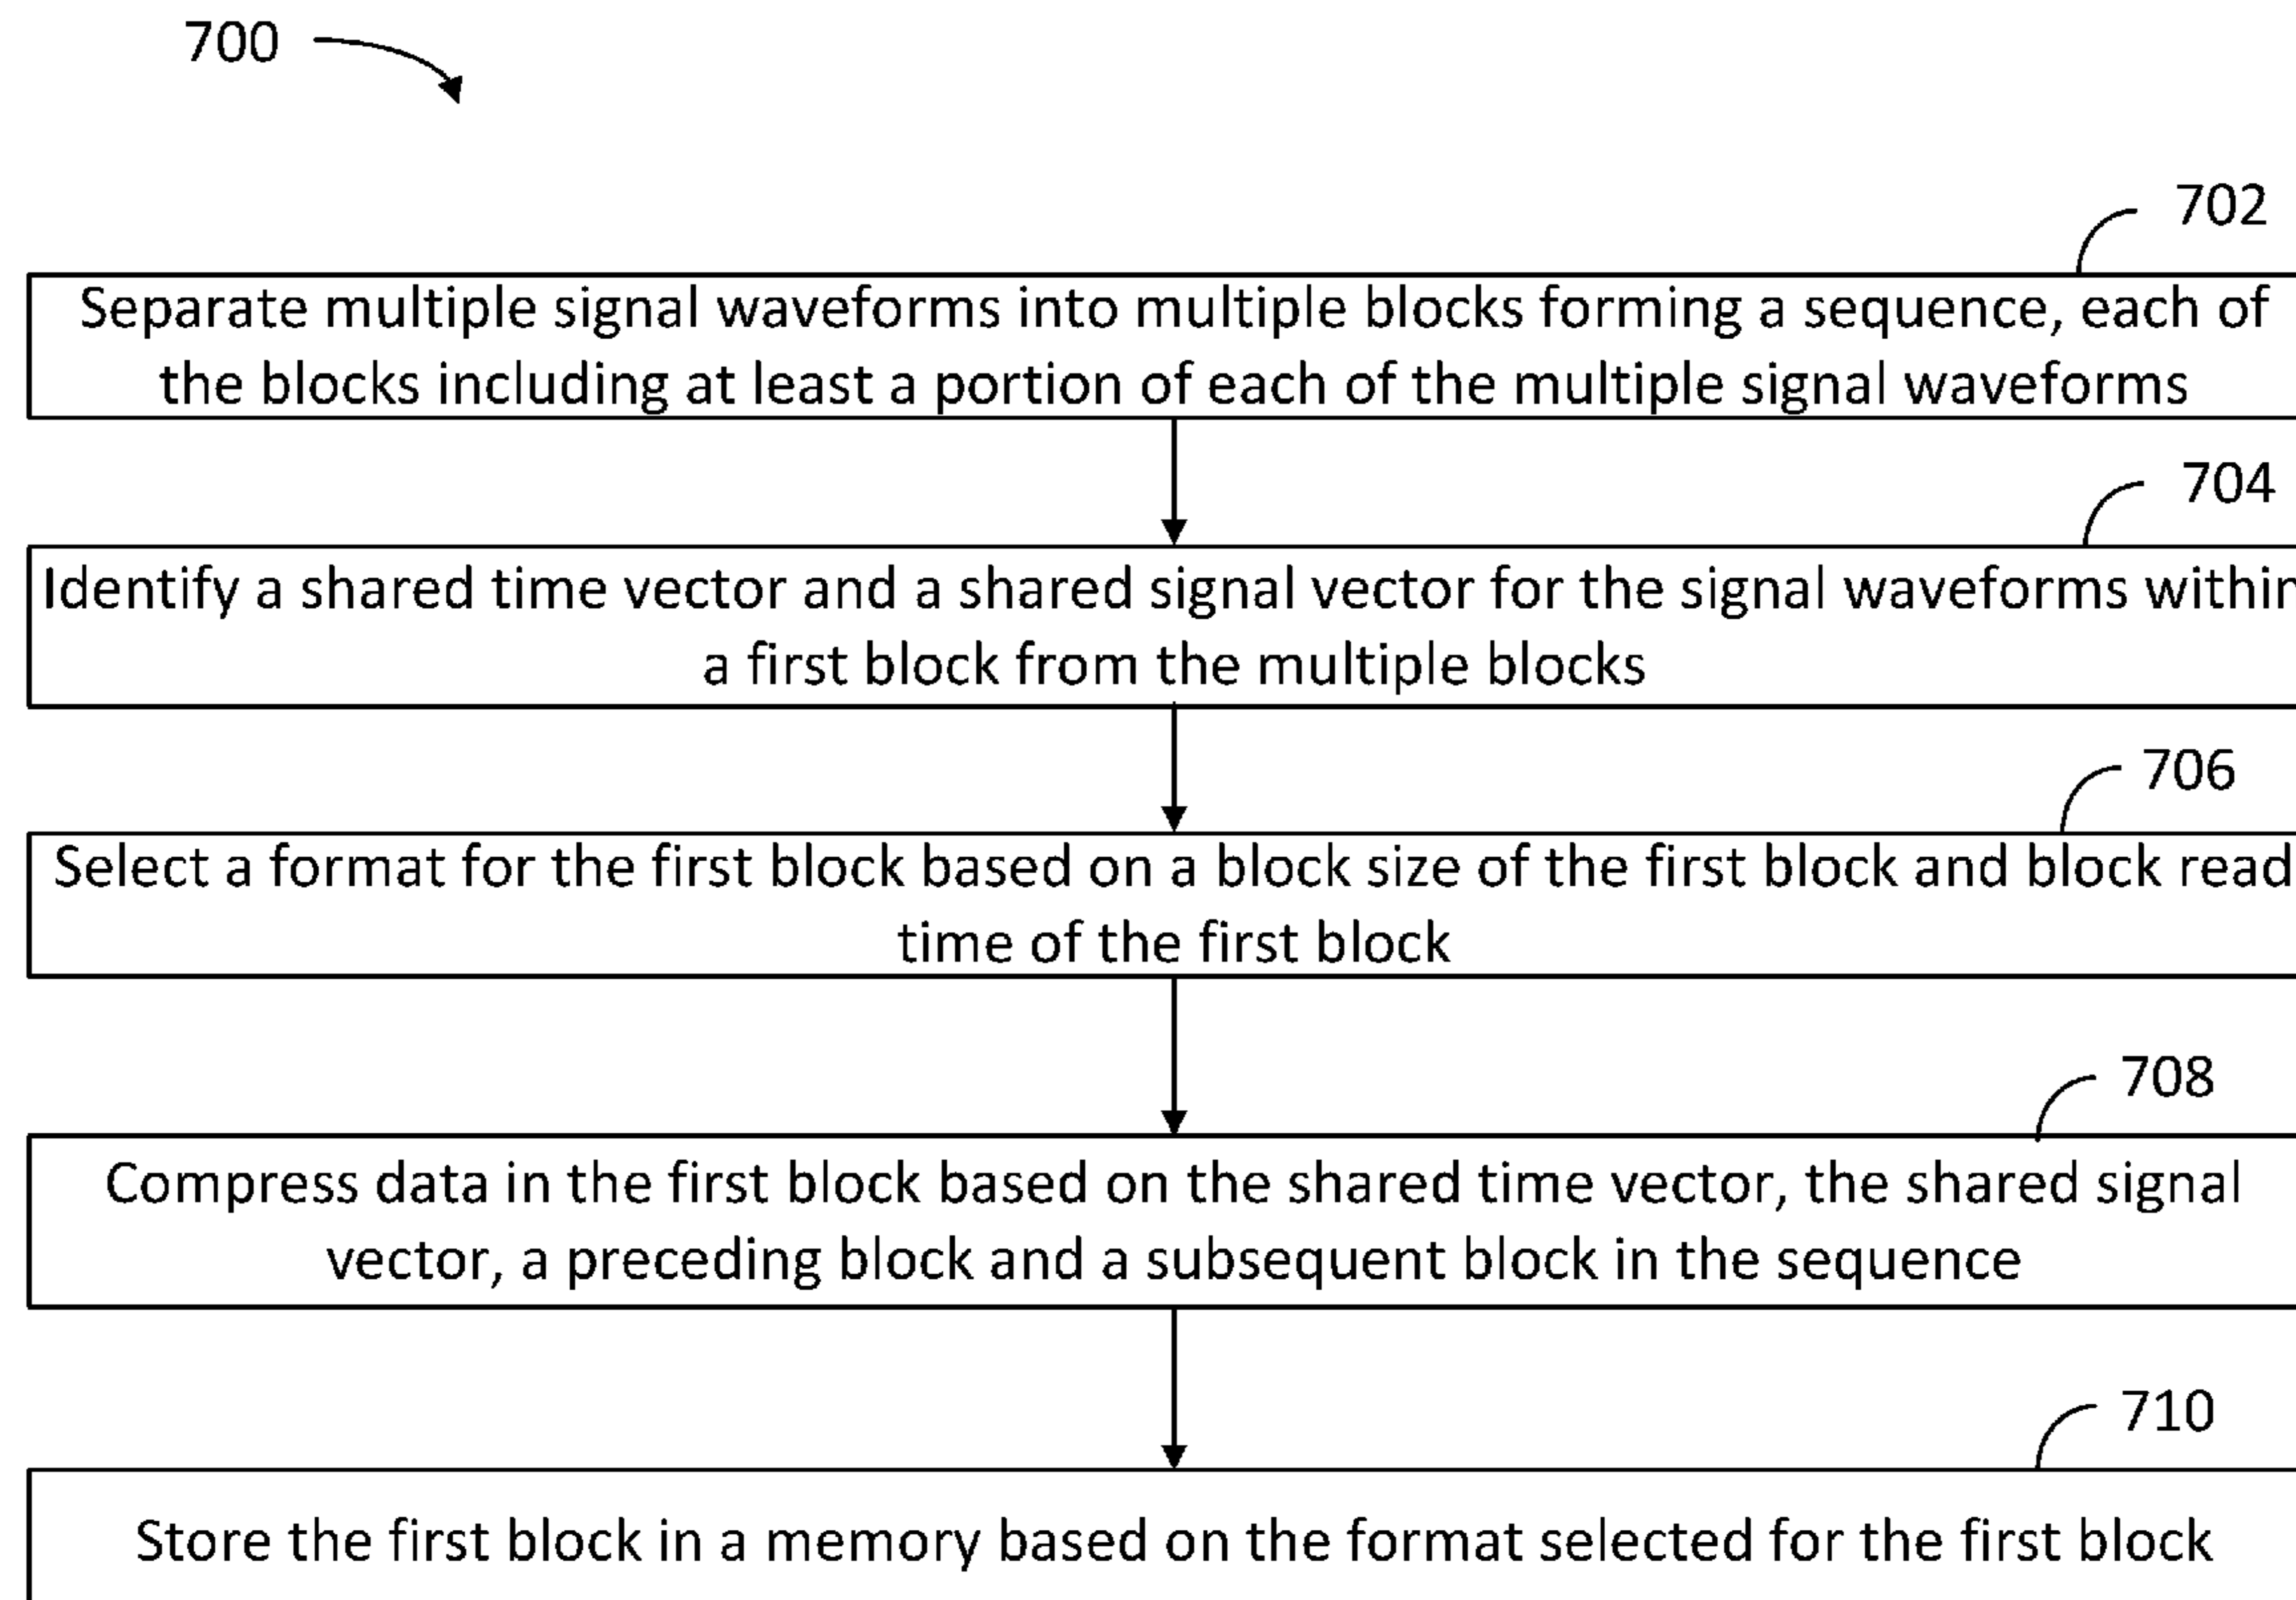 700
702
Separate multiple signal waveforms into multiple blocks forming a sequence, each of
the blocks including at least a portion of each of the multiple signal waveforms
704
Identify a shared time vector and a shared signal vector for the signal waveforms within
a first block from the multiple blocks
706
Select a format for the first block based on a block size of the first block and block read
time of the first block
708
Compress data in the first block based on the shared time vector, the shared signal
vector, a preceding block and a subsequent block in the sequence
710
Store the first block in a memory based on the format selected for the first block